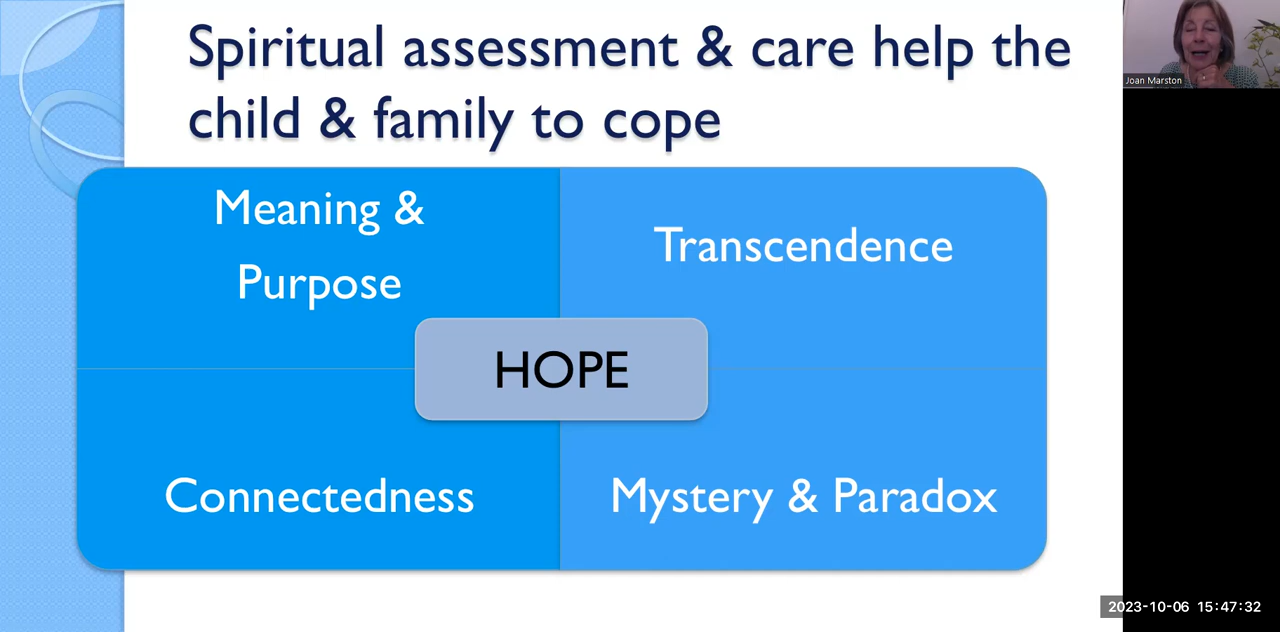 Spiritual assessment & care help the
child & family to cope
Meaning &
Purpose
Transcendence
HOPE
Connectedness
Mystery & Paradox
Joan Marston
2023-10-06 15:47:32